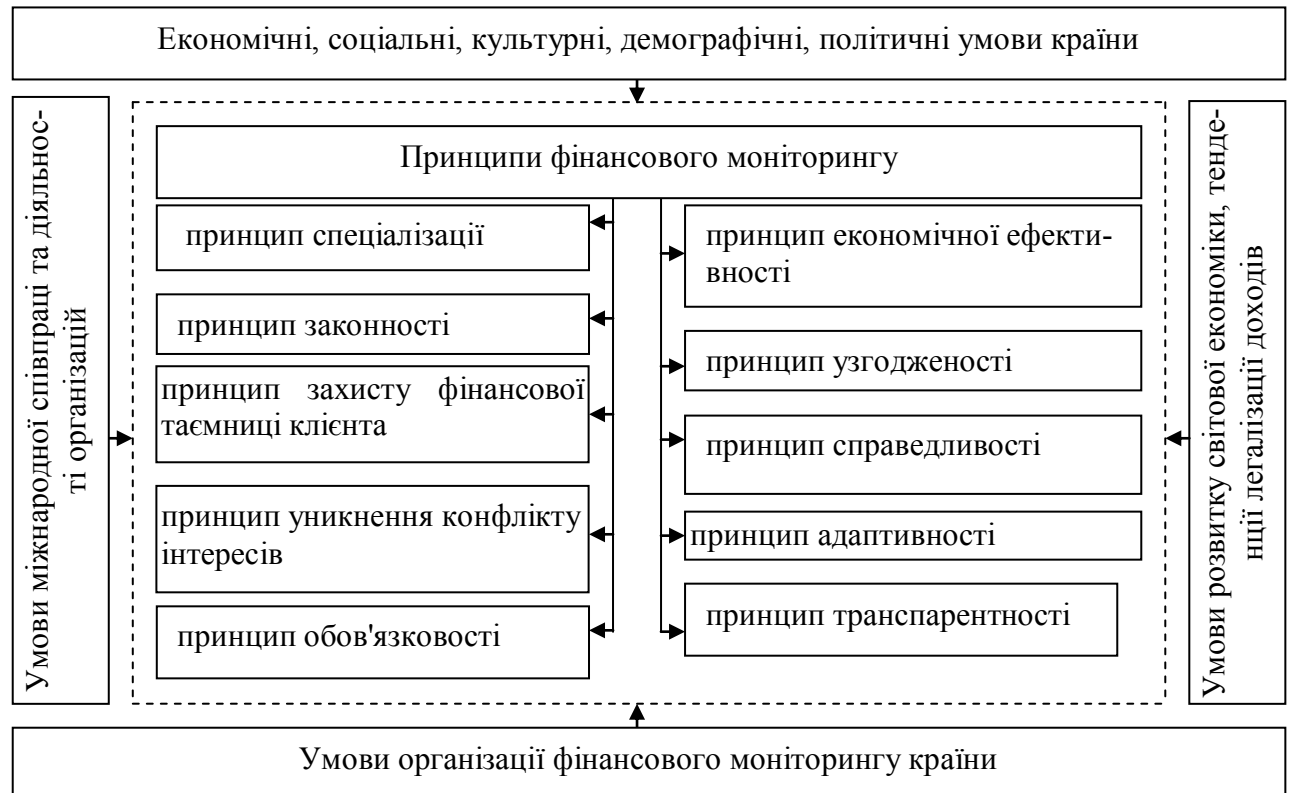 Економічні, соціальні, культурні, демографічні, політичні умови країни
Умови міжнародної співпраці та діяльнос-
ті організацій
Принципи фінансового моніторингу
принцип спеціалізації
принцип законності
принцип захисту фінансової
таємниці клієнта
принцип уникнення конфлікту
інтересів
принцип обов'язковості
принцип економічної ефекти-
вності
принцип узгодженості
принцип справедливості
принцип адаптивності
принцип транспарентності
Умови розвитку світової економіки, тенде-
нції легалізації доходів
Умови організації фінансового моніторингу країни